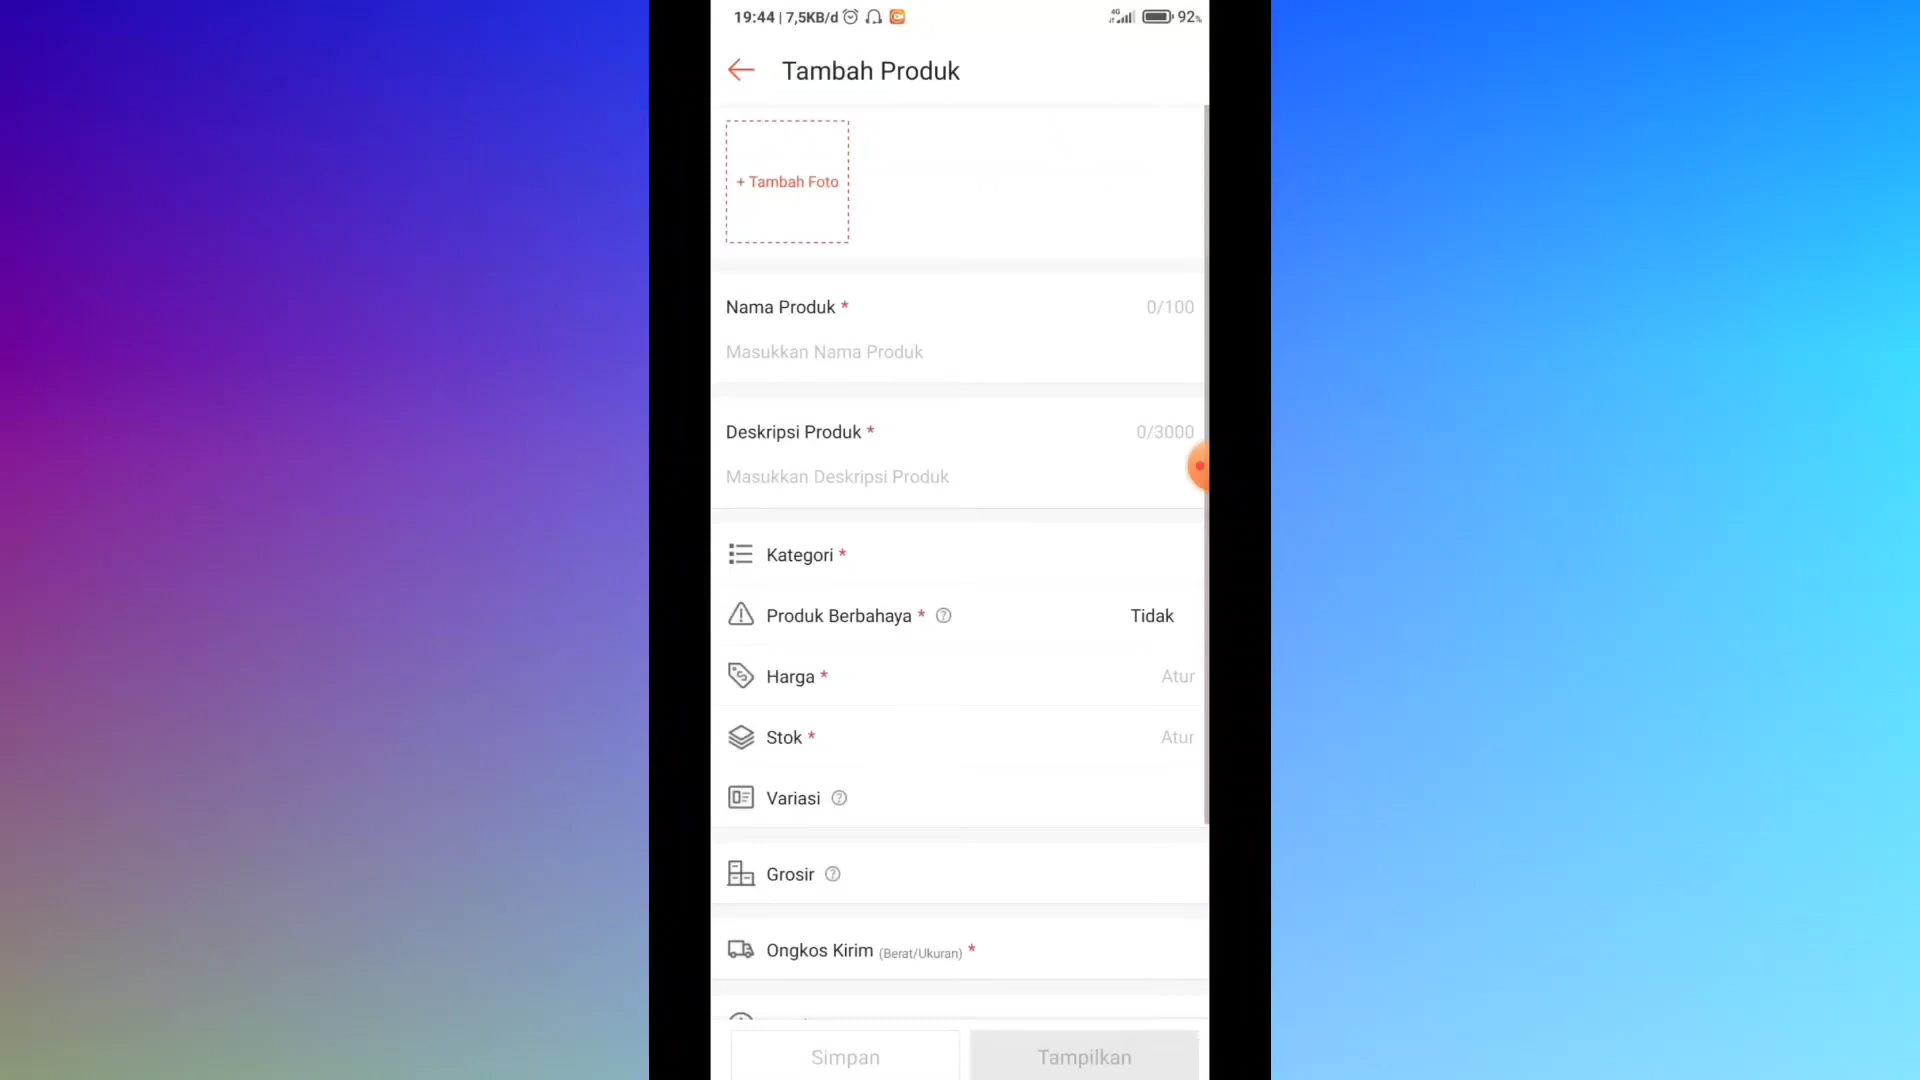 19:44 | 7,5KB/d 4G 92%
Tambah Produk
+ Tambah Foto
Nama Produk * 0/100
Masukkan Nama Produk
Deskripsi Produk * 0/3000
Masukkan Deskripsi Produk
Kategori *
Produk Berbahaya * Tidak
Harga * Atur
Stok * Atur
Variasi
Grosir
Ongkos Kirim (Berat/Ukuran) *
Simpan Tampilkan